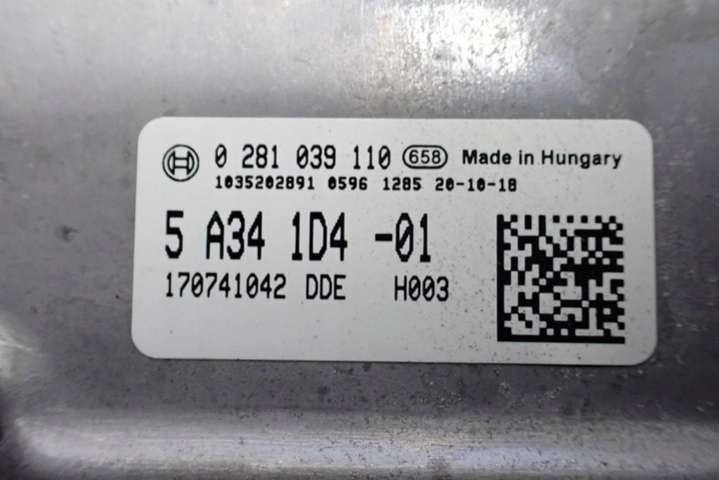 0 281 039 110 658 Made in Hungary
1035202891 0596 1285 20-10-18
5 A34 1D4 -01
170741042 DDE H003